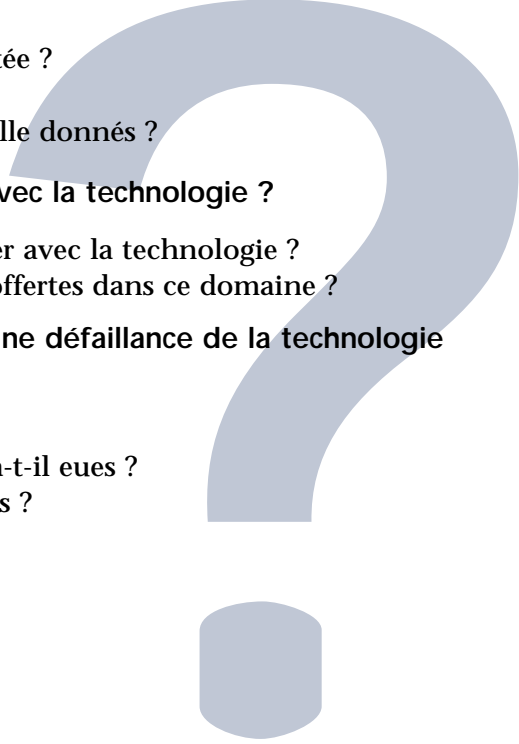 ée ?
lle donnés ?
vec la technologie ?
er avec la technologie ?
offertes dans ce domaine ?
ne défaillance de la technologie
-t-il eues ?
s ?